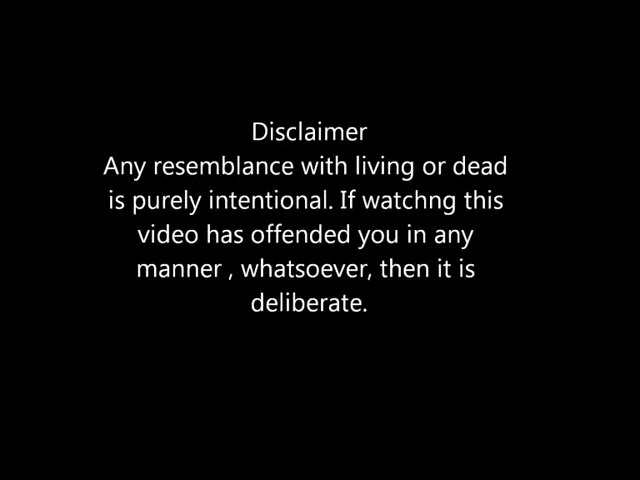 Disclaimer
Any resemblance with living or dead
is purely intentional. If watchng this
video has offended you in any
manner , whatsoever, then it is
deliberate.